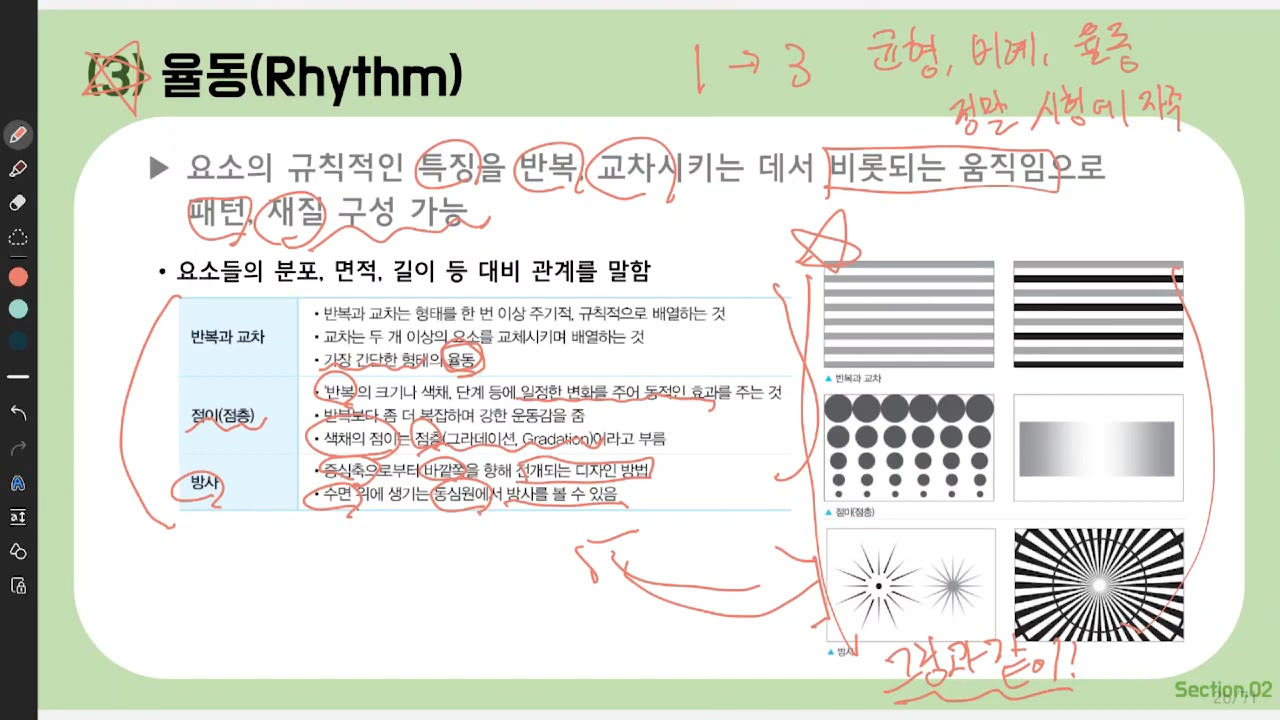 (3) 율동(Rhythm)
1 → 3
균형, 비례, 율동
정말 시험에 자주
▶ 요소의 규칙적인 특징을 반복, 교차시키는 데서 비롯되는 움직임으로
패턴, 재질 구성 가능
• 요소들의 분포, 면적, 길이 등 대비 관계를 말함
반복과 교차
• 반복과 교차는 형태를 한 번 이상 주기적, 규칙적으로 배열하는 것
• 교차는 두 개 이상의 요소를 교체시키며 배열하는 것
• 가장 간단한 형태의 율동
점이(점층)
• '반복'의 크기나 색채, 단계 등에 일정한 변화를 주어 동적인 효과를 주는 것
• 반복보다 좀 더 복잡하며 강한 운동감을 줌
• 색채의 점이는 점층(그라데이션, Gradation)이라고 부름
방사
• 중심축으로부터 바깥쪽을 향해 전개되는 디자인 방법
• 수면 위에 생기는 동심원에서 방사를 볼 수 있음
▲ 반복과 교차
▲ 점이(점층)
▲ 방사
그림과 같이!
Section 02